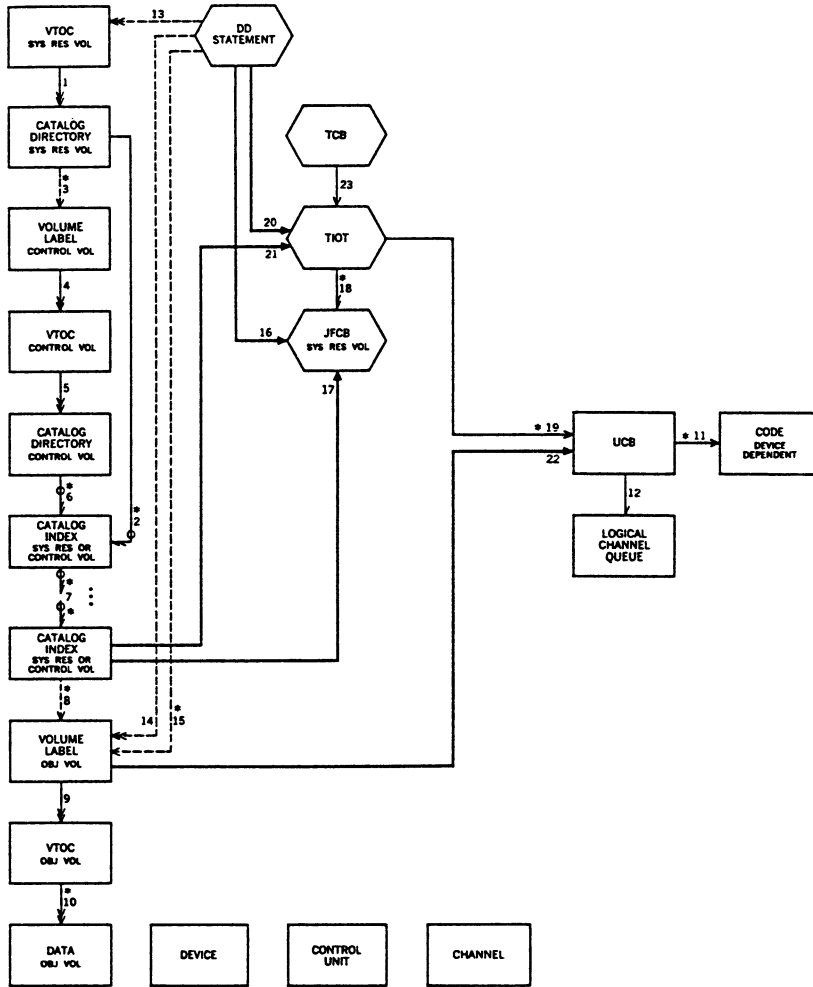 VTOC
SYS RES VOL
13
DD
STATEMENT
1
CATALOG
DIRECTORY
SYS RES VOL
TCB
*
3
23
VOLUME
LABEL
CONTROL VOL
20
TIOT
21
4
*
18
VTOC
CONTROL VOL
16
JFCB
SYS RES VOL
17
5
CATALOG
DIRECTORY
CONTROL VOL
* 19
22
UCB
* 11
CODE
DEVICE
DEPENDENT
*
6
*
2
12
CATALOG
INDEX
SYS RES OR
CONTROL VOL
LOGICAL
CHANNEL
QUEUE
*
7
*
CATALOG
INDEX
SYS RES OR
CONTROL VOL
*
8
14
*
15
VOLUME
LABEL
OBJ VOL
9
VTOC
OBJ VOL
*
10
DATA
OBJ VOL
DEVICE
CONTROL
UNIT
CHANNEL